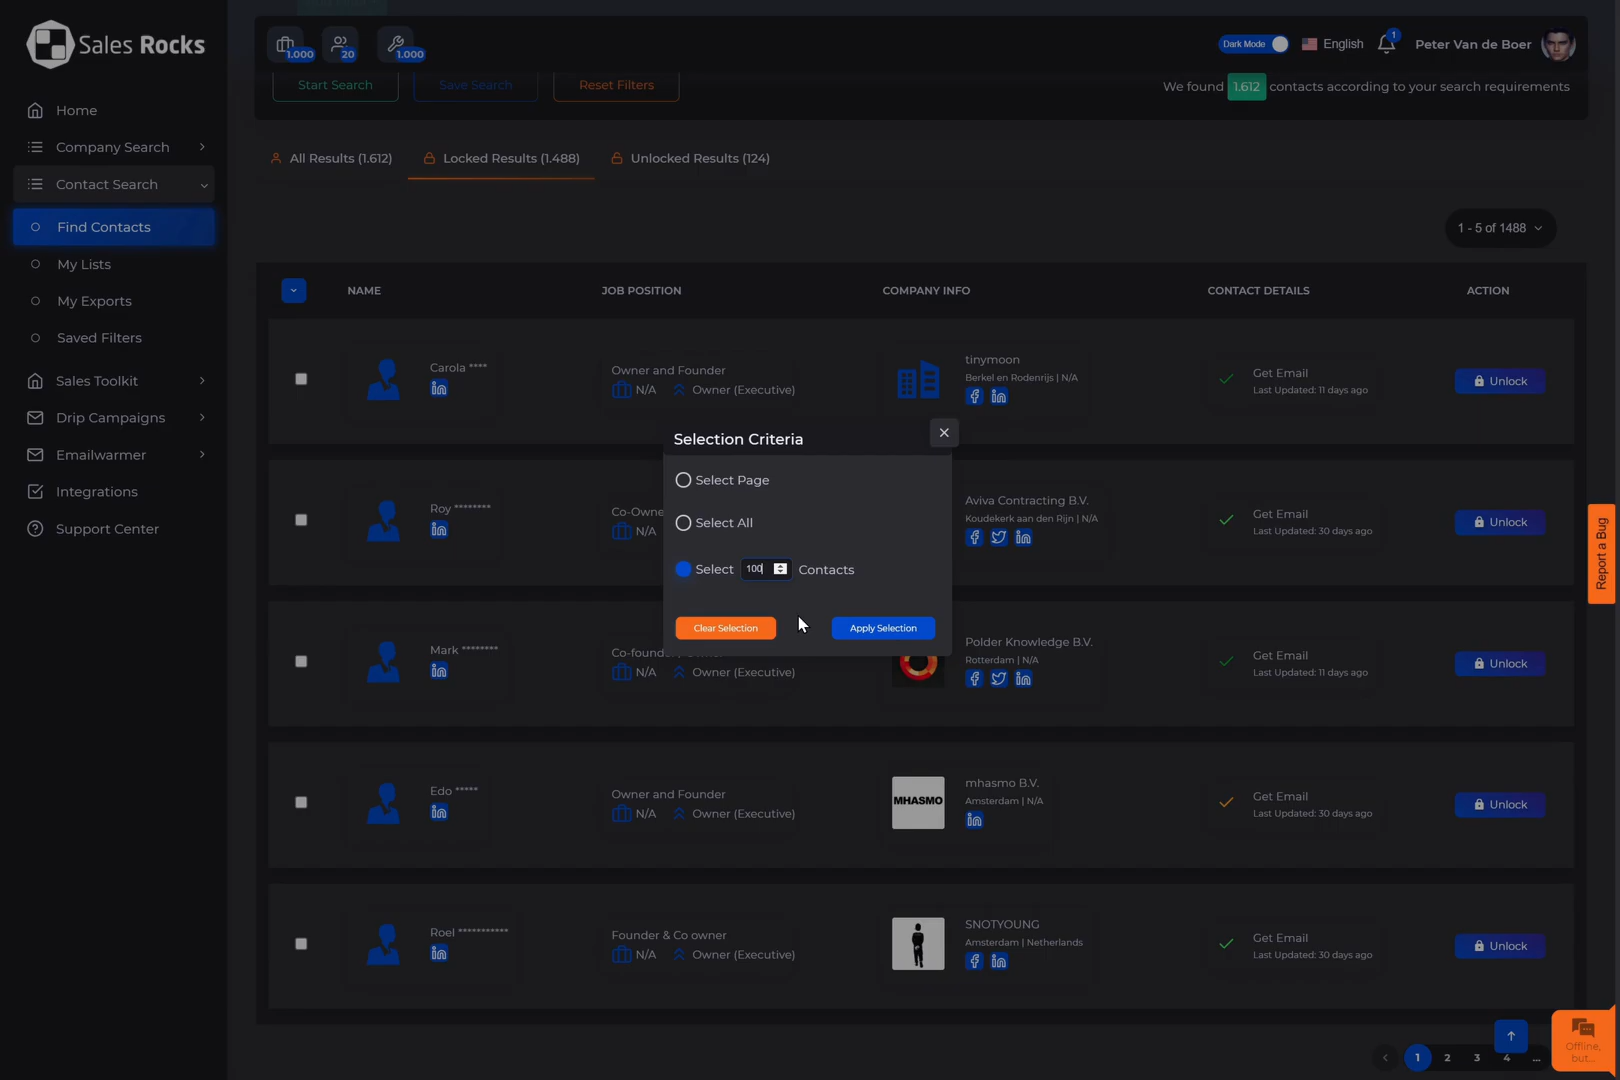 Sales Rocks
1.000
20
1.000
Dark Mode
English
1
Peter Van de Boer
Start Search
Save Search
Reset Filters
We found 1.612 contacts according to your search requirements
Home
Company Search
Contact Search
Find Contacts
My Lists
My Exports
Saved Filters
Sales Toolkit
Drip Campaigns
Emailwarmer
Integrations
Support Center
All Results (1.612)
Locked Results (1.488)
Unlocked Results (124)
1 - 5 of 1488
NAME
JOB POSITION
COMPANY INFO
CONTACT DETAILS
ACTION
Carola ****
Owner and Founder
N/A
Owner (Executive)
tinymoon
Berkel en Rodenrijs | N/A
Get Email
Last Updated: 11 days ago
Unlock
Selection Criteria
Select Page
Select All
Select 100 Contacts
Clear Selection
Apply Selection
Roy ********
Co-Owne
N/A
Aviva Contracting B.V.
Koudekerk aan den Rijn | N/A
Get Email
Last Updated: 30 days ago
Unlock
Mark ********
Co-founder, Owner
N/A
Owner (Executive)
Polder Knowledge B.V.
Rotterdam | N/A
Get Email
Last Updated: 11 days ago
Unlock
Edo *****
Owner and Founder
N/A
Owner (Executive)
MHASMO
mhasmo B.V.
Amsterdam | N/A
Get Email
Last Updated: 30 days ago
Unlock
Roel ***********
Founder & Co owner
N/A
Owner (Executive)
SNOTYOUNG
Amsterdam | Netherlands
Get Email
Last Updated: 30 days ago
Unlock
Report a Bug
1 2 3 4 ...
Offline,
but...